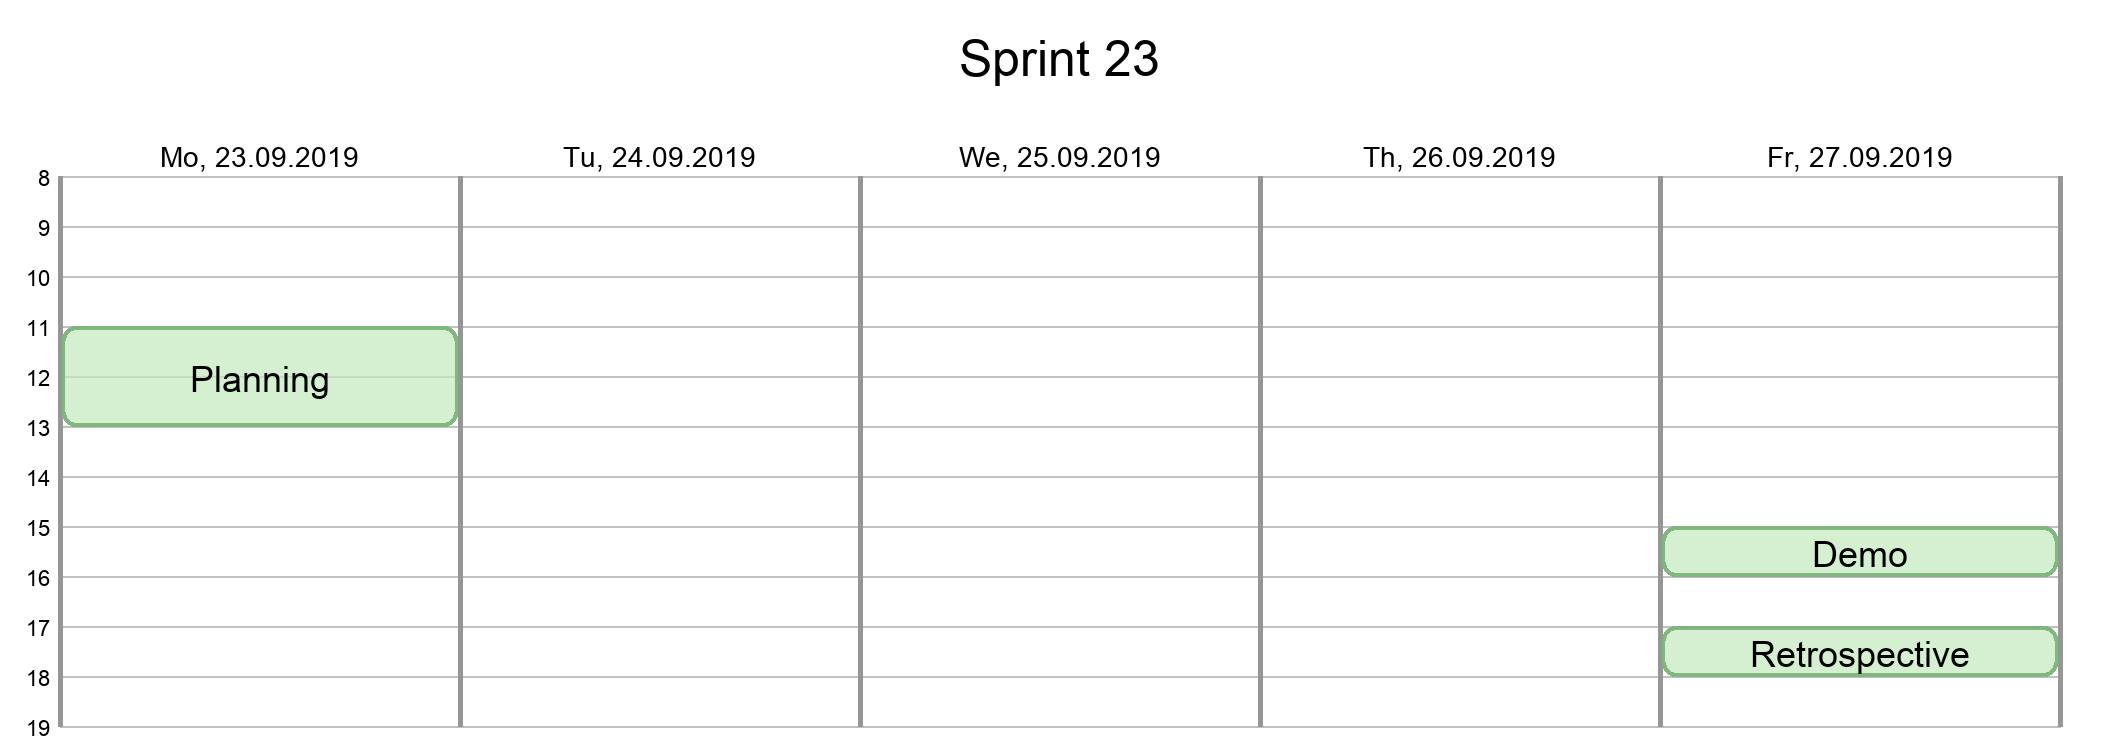 Sprint 23
Mo, 23.09.2019 Tu, 24.09.2019 We, 25.09.2019 Th, 26.09.2019 Fr, 27.09.2019
8
9
10
11
Planning
12
13
14
15
Demo
16
17
Retrospective
18
19